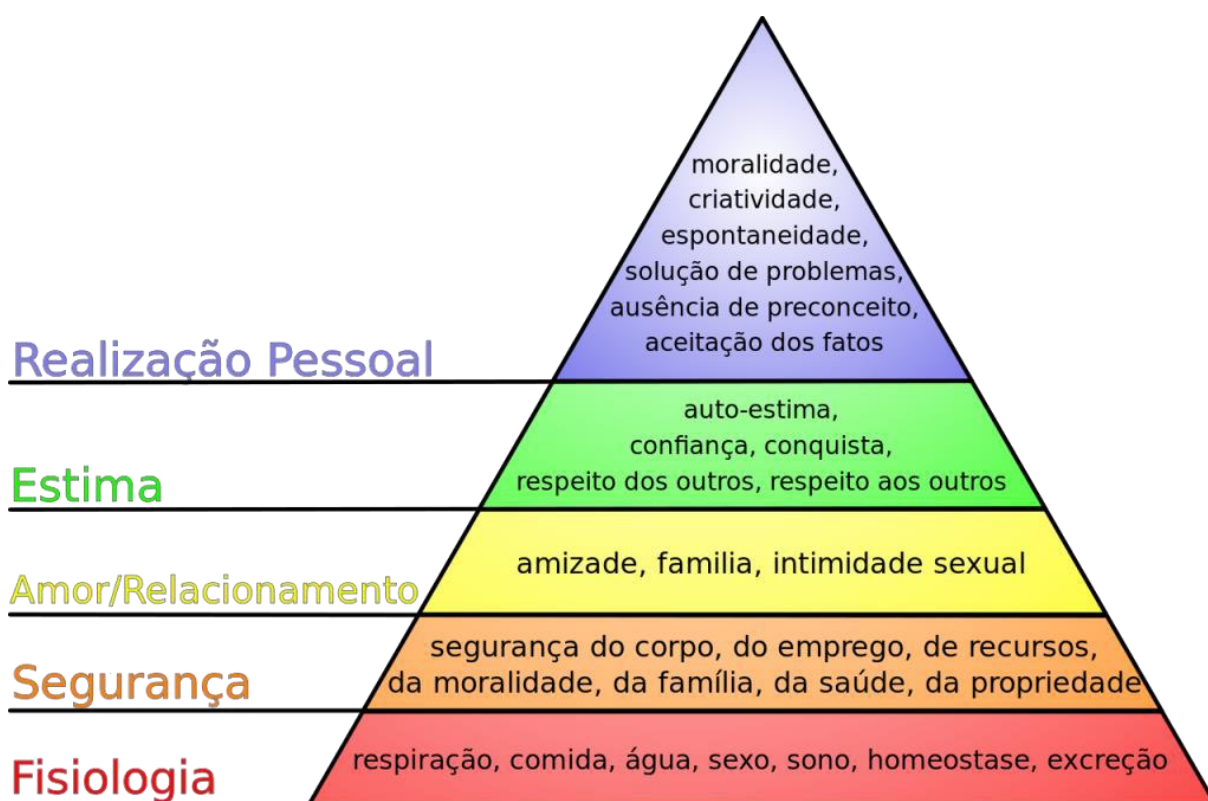 moralidade,
criatividade,
espontaneidade,
solução de problemas,
ausência de preconceito,
aceitação dos fatos
Realização Pessoal
auto-estima,
confiança, conquista,
respeito dos outros, respeito aos outros
Estima
amizade, familia, intimidade sexual
Amor/Relacionamento
segurança do corpo, do emprego, de recursos,
da moralidade, da família, da saúde, da propriedade
Segurança
respiração, comida, água, sexo, sono, homeostase, excreção
Fisiologia